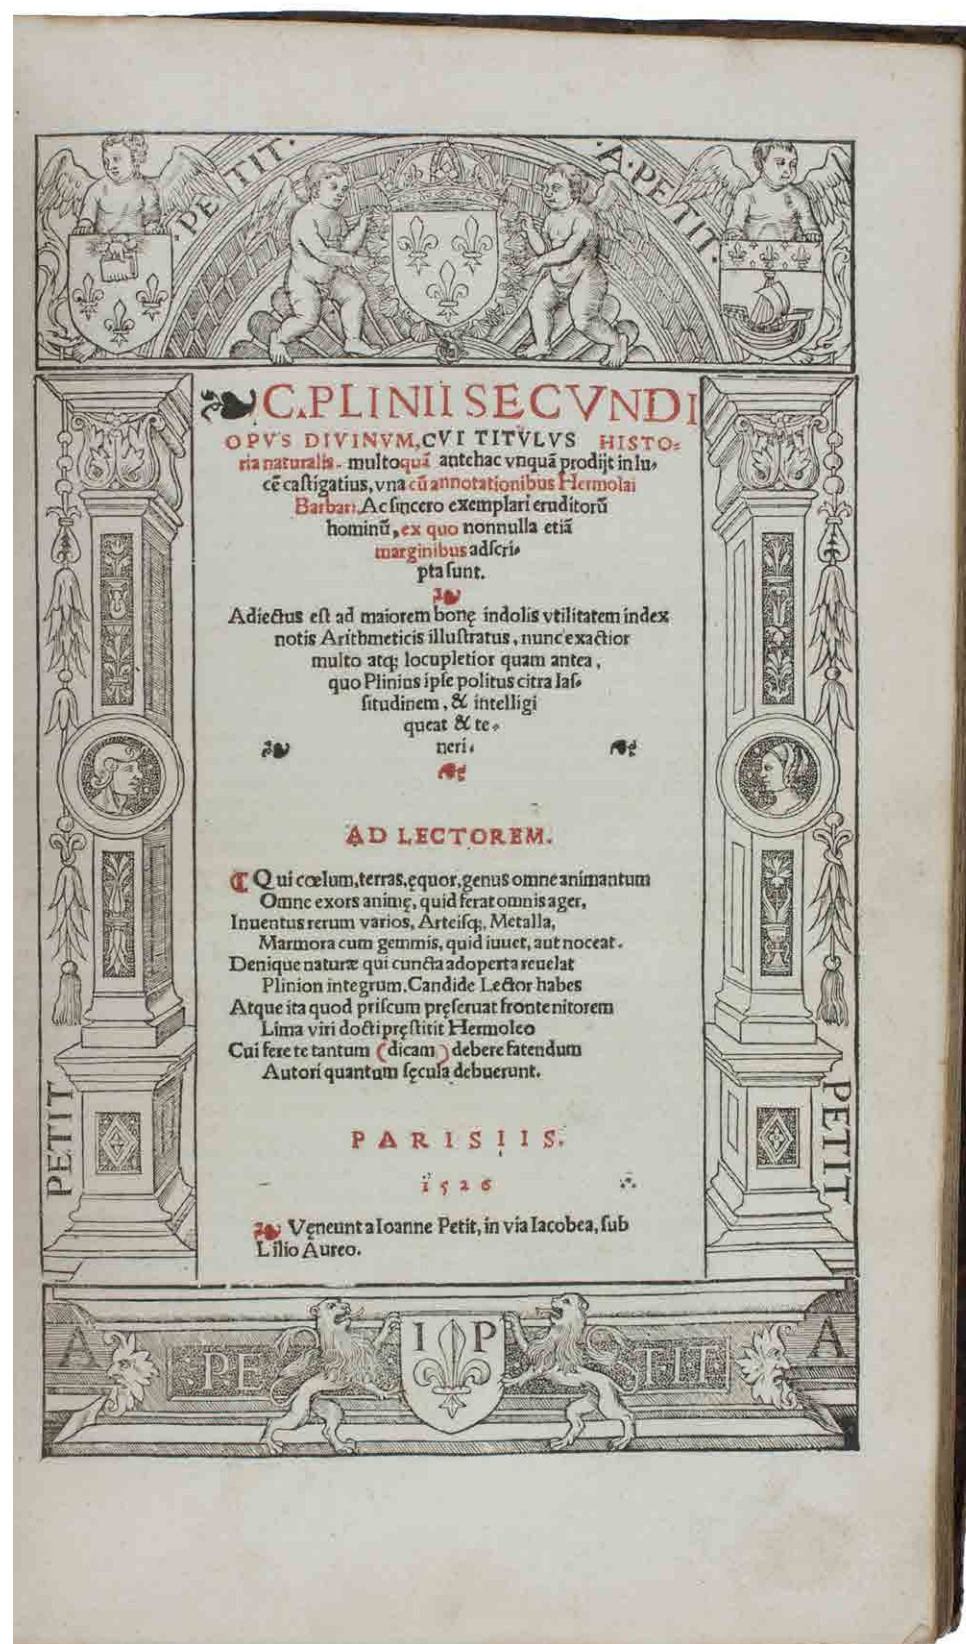 PETIT · A · PETIT ·
C. PLINII SECVNDI
OPVS DIVINVM, CVI TITVLVS HISTO⸗
ria naturalis. multo quã antehac vnquã prodijt in lu⸗
cẽ caſtigatius, vna cũ annotationibus Hermolai
Barbari. Ac ſincero exemplari eruditorũ
hominũ, ex quo nonnulla etiã
marginibus adſcri⸗
pta ſunt.
Adiectus eſt ad maiorem bonę indolis vtilitatem index
notis Arithmeticis illuſtratus, nunc exactior
multo atq; locupletior quam antea,
quo Plinius ipſe politus citra laſ⸗
ſitudinem, & intelligi
queat & te⸗
neri.
AD LECTOREM.
¶ Qui cœlum, terras, ęquor, genus omne animantum
Omne exors animę, quid ferat omnis ager,
Inuentus rerum varios, Arteiſq;, Metalla,
Marmora cum gemmis, quid iuuet, aut noceat.
Denique naturæ qui cuncta adoperta reuelat
Plinion integrum. Candide Lector habes
Atque ita quod priſcum pręſeruat fronte nitorem
Lima viri docti pręſtitit Hermoleo
Cui fere te tantum (dicam) debere fatendum
Autori quantum ſęcula debuerunt.
PARISIIS.
1526
Vęneunt a Ioanne Petit, in via Iacobea, ſub
Lilio Aureo.
PETIT
PETIT
I P
A PE TIT A